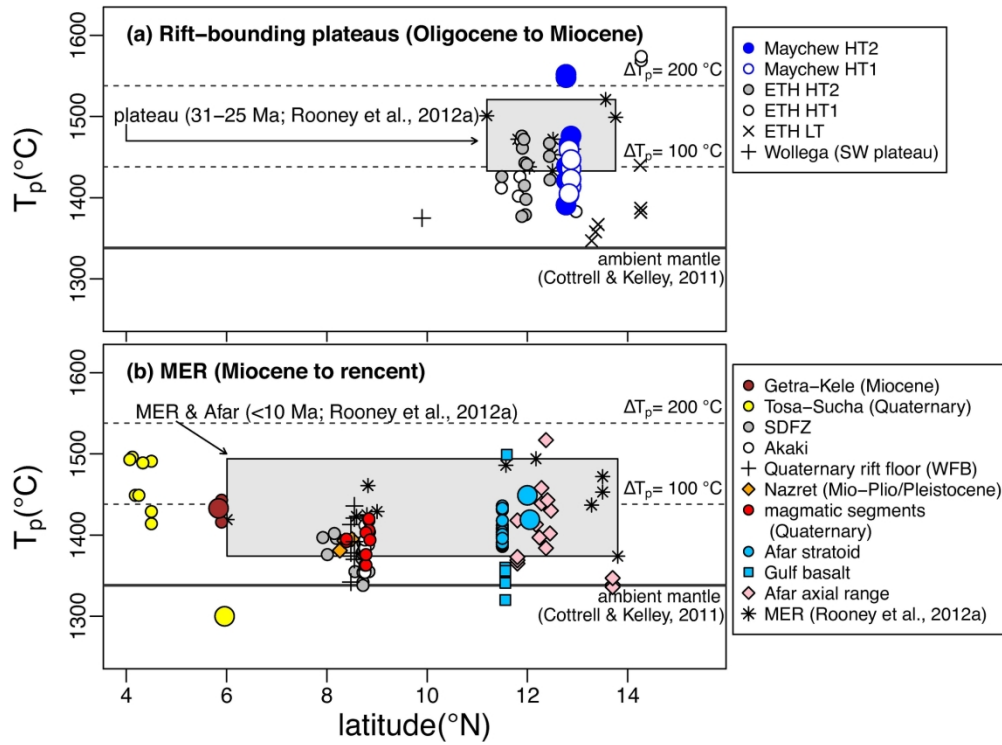 (a) Rift−bounding plateaus (Oligocene to Miocene)
ΔTp= 200 °C
plateau (31−25 Ma; Rooney et al., 2012a)
ΔTp= 100 °C
ambient mantle
(Cottrell & Kelley, 2011)
Tp(°C)
1600
1500
1400
1300
Maychew HT2
Maychew HT1
ETH HT2
ETH HT1
ETH LT
Wollega (SW plateau)
(b) MER (Miocene to rencent)
MER & Afar (<10 Ma; Rooney et al., 2012a)
ΔTp= 200 °C
ΔTp= 100 °C
ambient mantle
(Cottrell & Kelley, 2011)
Tp(°C)
1600
1500
1400
1300
4 6 8 10 12 14
latitude(°N)
Getra−Kele (Miocene)
Tosa−Sucha (Quaternary)
SDFZ
Akaki
Quaternary rift floor (WFB)
Nazret (Mio−Plio/Pleistocene)
magmatic segments
(Quaternary)
Afar stratoid
Gulf basalt
Afar axial range
MER (Rooney et al., 2012a)